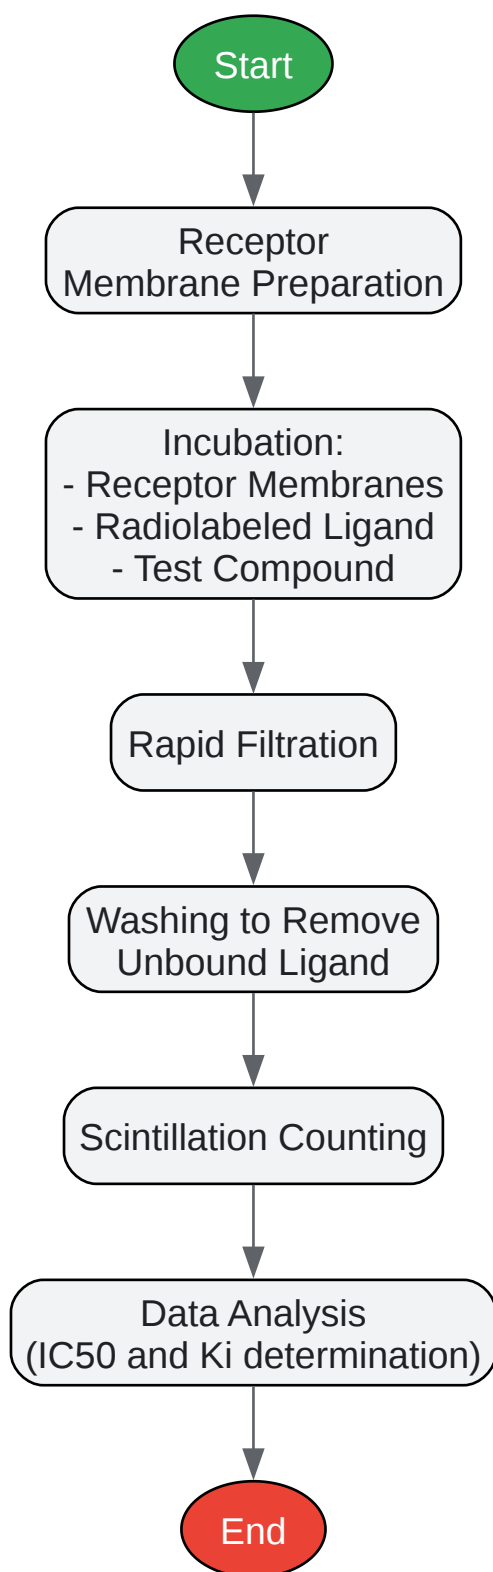 Start
Receptor
Membrane Preparation
Incubation:
- Receptor Membranes
- Radiolabeled Ligand
- Test Compound
Rapid Filtration
Washing to Remove
Unbound Ligand
Scintillation Counting
Data Analysis
(IC50 and Ki determination)
End